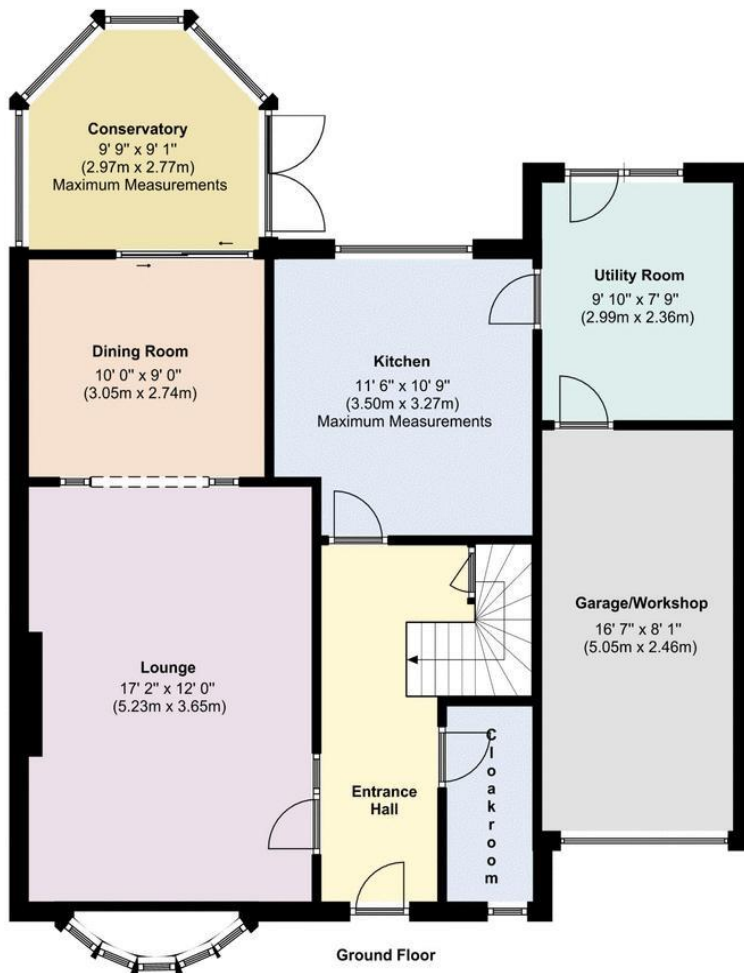 Conservatory
9' 9" x 9' 1"
(2.97m x 2.77m)
Maximum Measurements
Utility Room
9' 10" x 7' 9"
(2.99m x 2.36m)
Dining Room
10' 0" x 9' 0"
(3.05m x 2.74m)
Kitchen
11' 6" x 10' 9"
(3.50m x 3.27m)
Maximum Measurements
Garage/Workshop
16' 7" x 8' 1"
(5.05m x 2.46m)
Lounge
17' 2" x 12' 0"
(5.23m x 3.65m)
Entrance
Hall
Cloakroom
Ground Floor